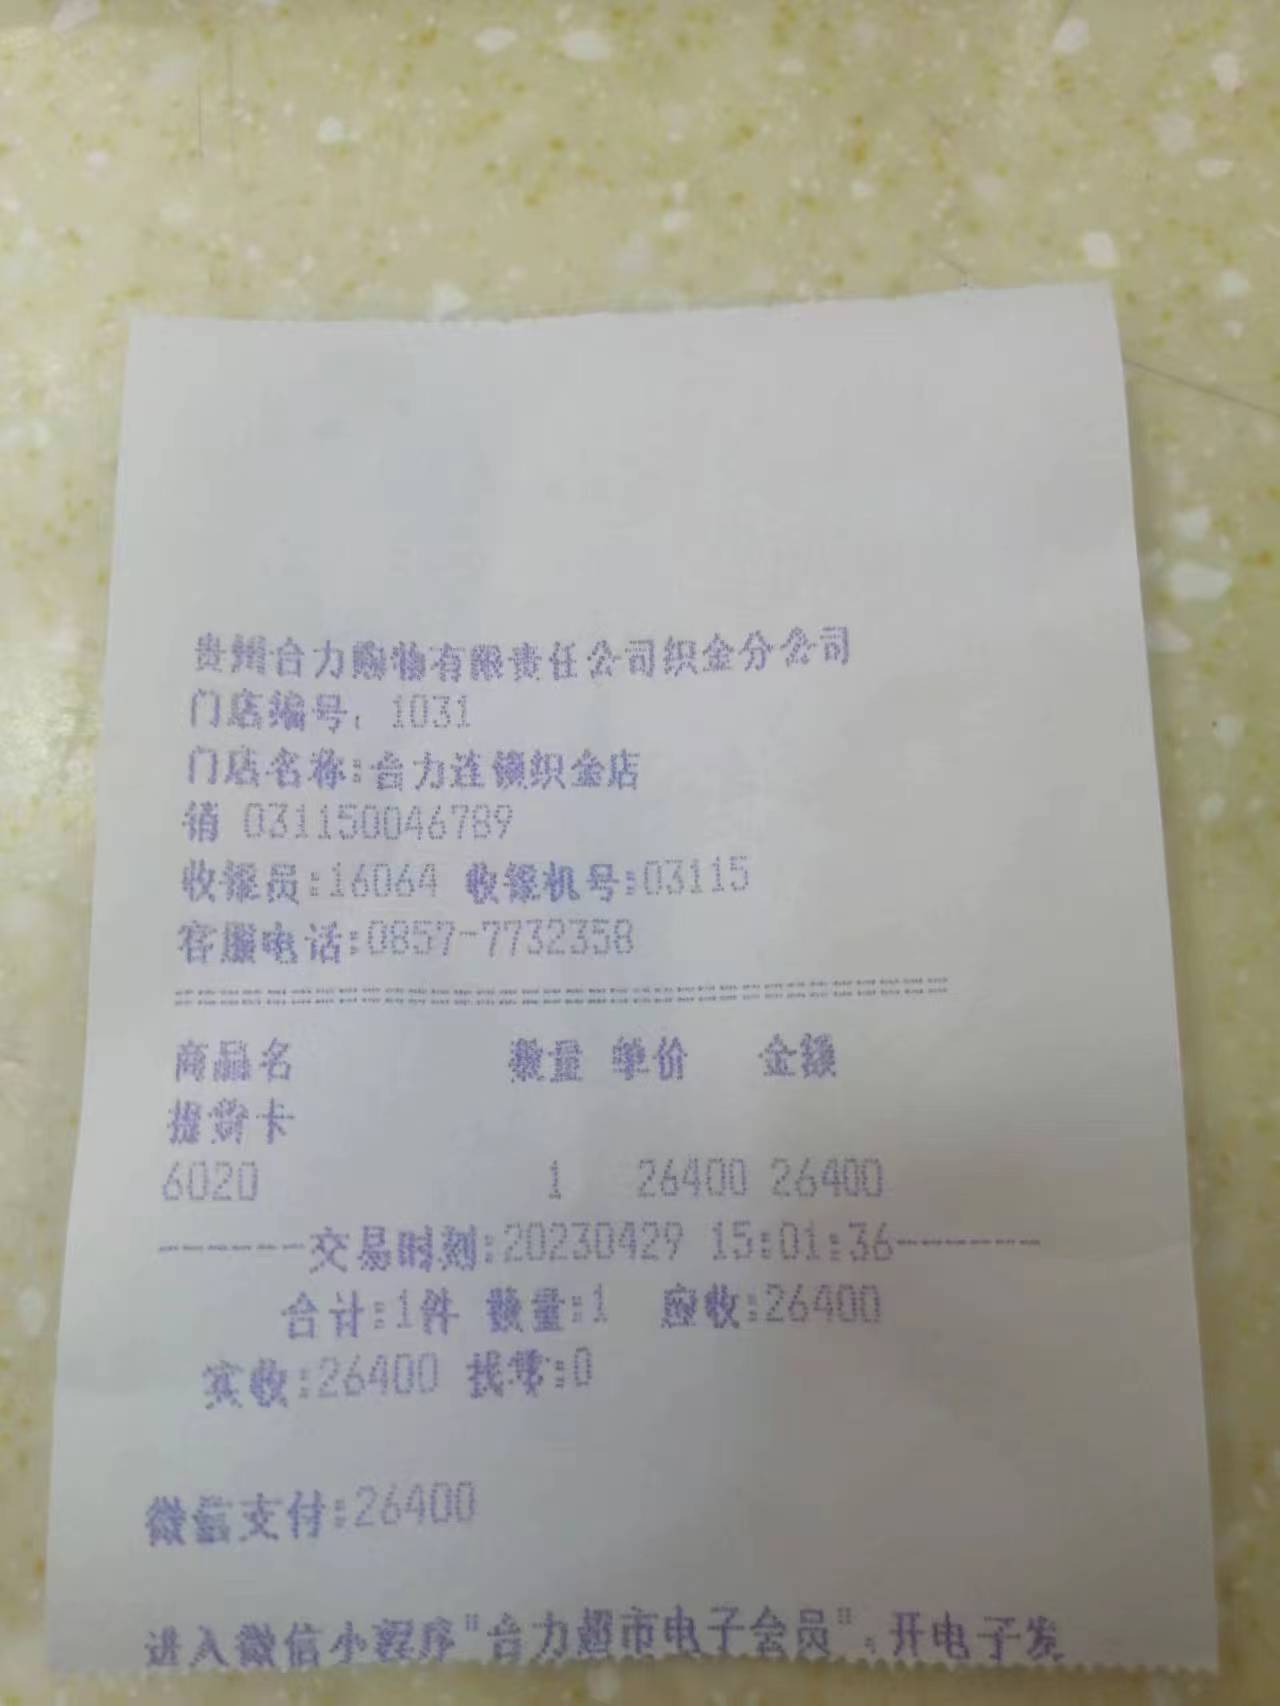 贵州合力购物有限责任公司织金分公司
门店编号: 1031
门店名称:合力连锁织金店
销 031150046789
收银员:16064 收银机号:03115
客服电话:0857-7732358
================================
商品名 数量 单价 金额
提货卡
6020 1 26400 26400
------交易时刻:20230429 15:01:36------
合计:1件 数量:1 应收:26400
实收:26400 找零:0
微信支付:26400
进入微信小程序"合力超市电子会员",开电子发